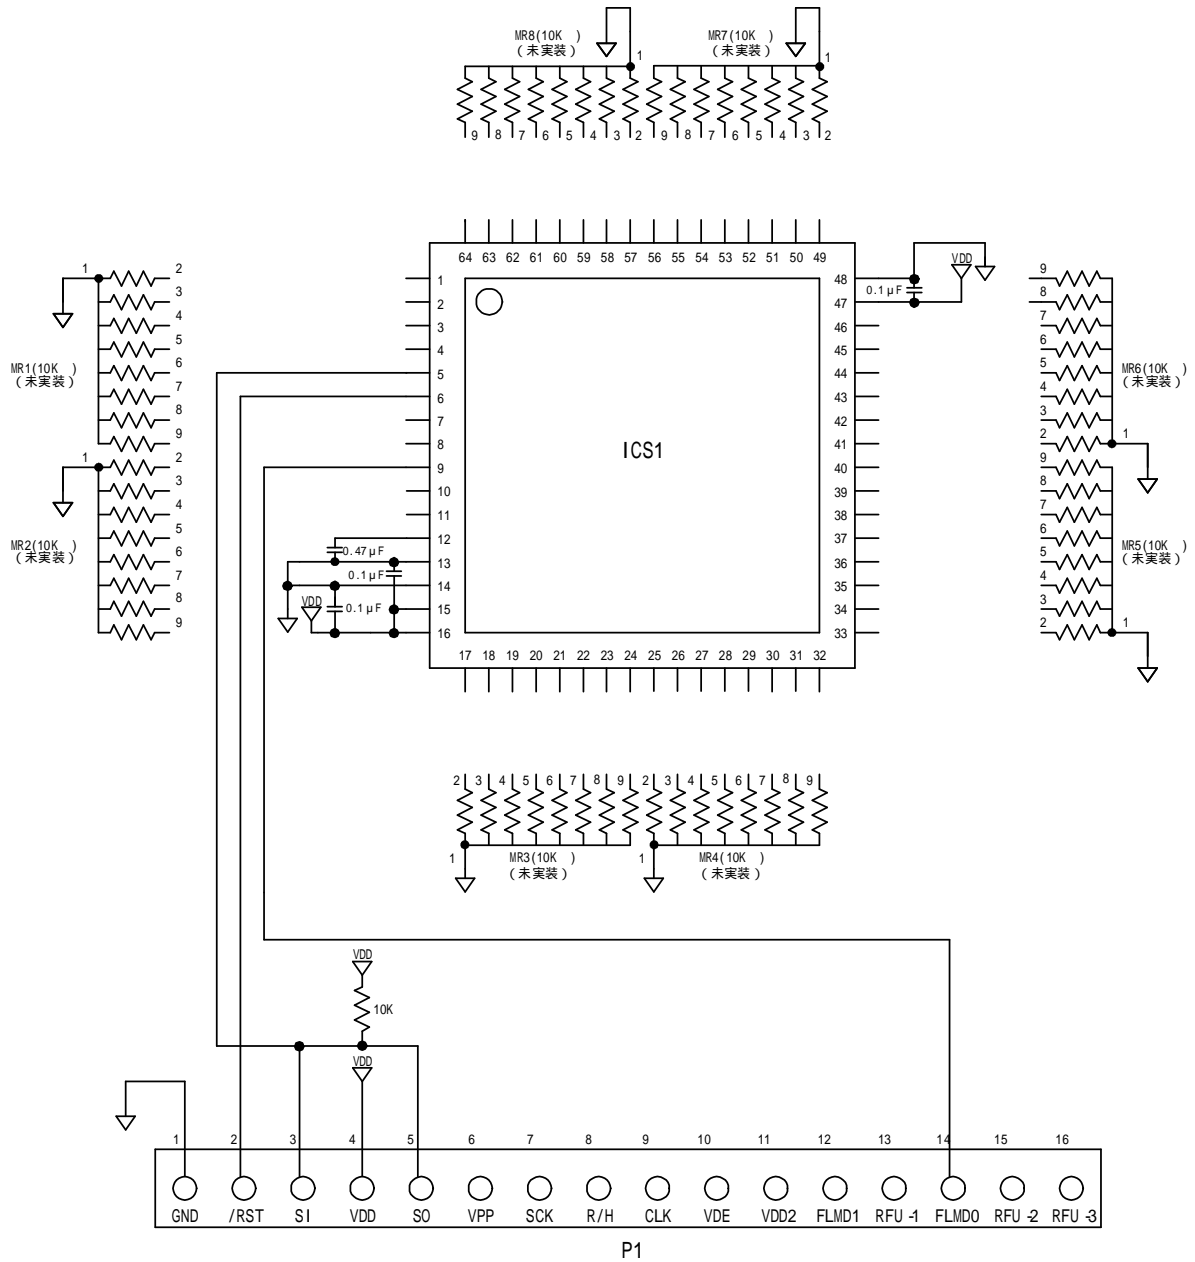 MR8(10K )
(未実装)
1
MR7(10K )
(未実装)
1
9 8 7 6 5 4 3 2 9 8 7 6 5 4 3 2
64 63 62 61 60 59 58 57 56 55 54 53 52 51 50 49
1
2
3
4
5
6
7
8
9
MR1(10K )
(未実装)
1
2
3
4
5
6
7
8
9
MR2(10K )
(未実装)
1
2
3
4
5
6
7
8
9
10
11
12
13
14
15
16
0.47μF
0.1μF
0.1μF
VDD
ICS1
48
47
46
45
44
43
42
41
40
39
38
37
36
35
34
33
0.1μF
VDD
9
8
7
6
5
4
3
2
1
MR6(10K )
(未実装)
9
8
7
6
5
4
3
2
1
MR5(10K )
(未実装)
17 18 19 20 21 22 23 24 25 26 27 28 29 30 31 32
2 3 4 5 6 7 8 9 2 3 4 5 6 7 8 9
1
MR3(10K )
(未実装)
1
MR4(10K )
(未実装)
VDD
10K
VDD
1 2 3 4 5 6 7 8 9 10 11 12 13 14 15 16
GND /RST SI VDD SO VPP SCK R/H CLK VDE VDD2 FLMD1 RFU-1 FLMD0 RFU-2 RFU-3
P1